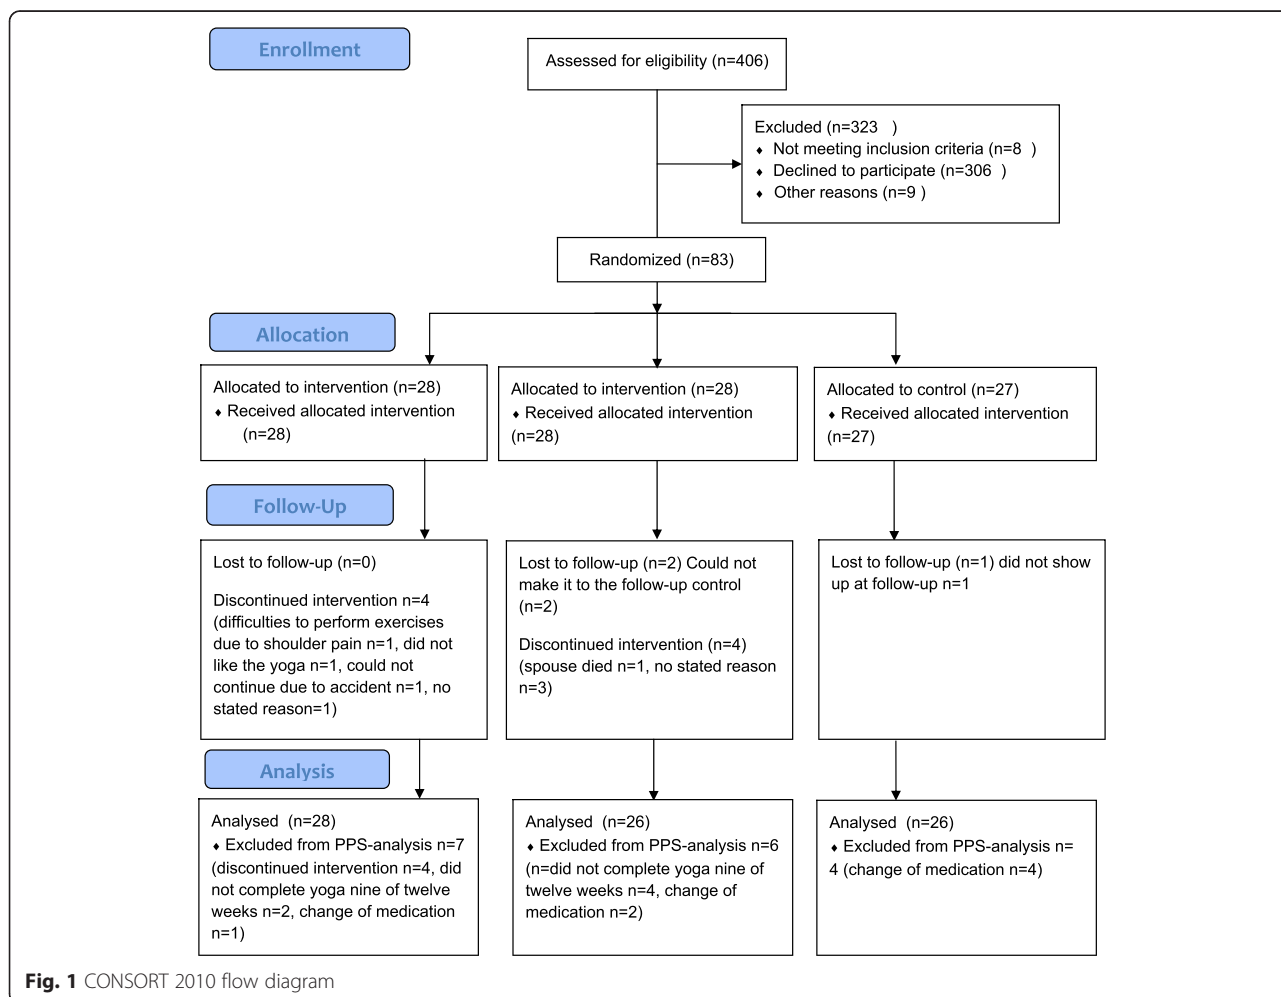 Enrollment
Assessed for eligibility (n=406)
Excluded (n=323 )
♦ Not meeting inclusion criteria (n=8 )
♦ Declined to participate (n=306 )
♦ Other reasons (n=9 )
Randomized (n=83)
Allocation
Allocated to intervention (n=28)
♦ Received allocated intervention
(n=28)
Allocated to intervention (n=28)
♦ Received allocated intervention
(n=28)
Allocated to control (n=27)
♦ Received allocated intervention
(n=27)
Follow-Up
Lost to follow-up (n=0)
Discontinued intervention n=4
(difficulties to perform exercises
due to shoulder pain n=1, did not
like the yoga n=1, could not
continue due to accident n=1, no
stated reason=1)
Lost to follow-up (n=2) Could not
make it to the follow-up control
(n=2)
Discontinued intervention (n=4)
(spouse died n=1, no stated reason
n=3)
Lost to follow-up (n=1) did not show
up at follow-up n=1
Analysis
Analysed (n=28)
♦ Excluded from PPS-analysis n=7
(discontinued intervention n=4, did
not complete yoga nine of twelve
weeks n=2, change of medication
n=1)
Analysed (n=26)
♦ Excluded from PPS-analysis n=6
(n=did not complete yoga nine of
twelve weeks n=4, change of
medication n=2)
Analysed (n=26)
♦ Excluded from PPS-analysis n=
4 (change of medication n=4)
Fig. 1 CONSORT 2010 flow diagram